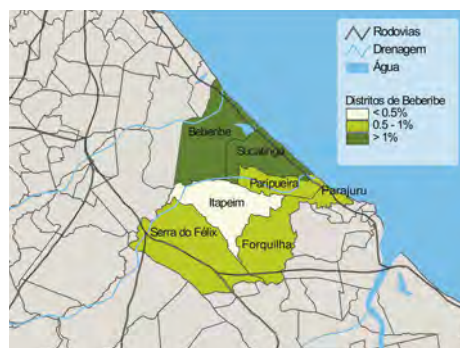 Rodovias
Drenagem
Água
Distritos de Beberibe
< 0.5%
0.5 - 1%
> 1%
Beberibe
Sucatinga
Paripueira
Parajuru
Itapeim
Serra do Félix
Forquilha